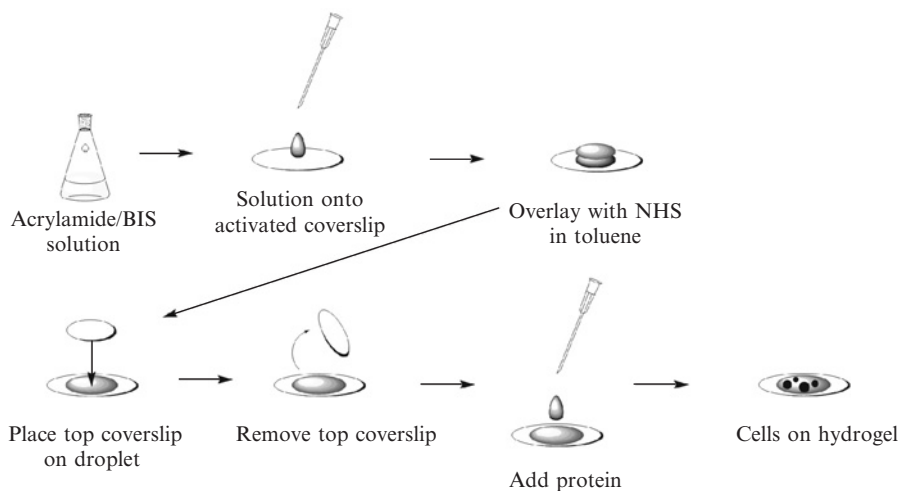 Acrylamide/BIS
solution
Solution onto
activated coverslip
Overlay with NHS
in toluene
Place top coverslip
on droplet
Remove top coverslip
Add protein
Cells on hydrogel